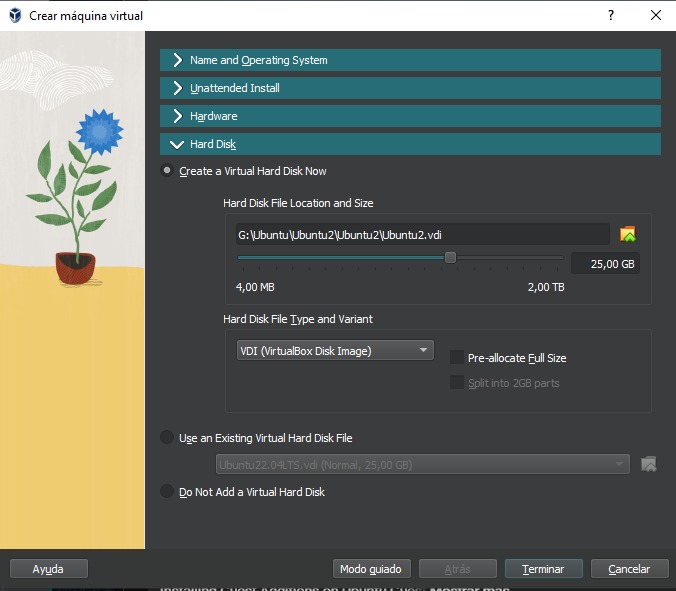 Crear máquina virtual
?
Name and Operating System
Unattended Install
Hardware
Hard Disk
Create a Virtual Hard Disk Now
Hard Disk File Location and Size
G:\Ubuntu\Ubuntu2\Ubuntu2\Ubuntu2.vdi
25,00 GB
4,00 MB 2,00 TB
Hard Disk File Type and Variant
VDI (VirtualBox Disk Image)
Pre-allocate Full Size
Split into 2GB parts
Use an Existing Virtual Hard Disk File
Ubuntu22.04LTS.vdi (Normal, 25,00 GB)
Do Not Add a Virtual Hard Disk
Ayuda Modo guiado Atrás Terminar Cancelar